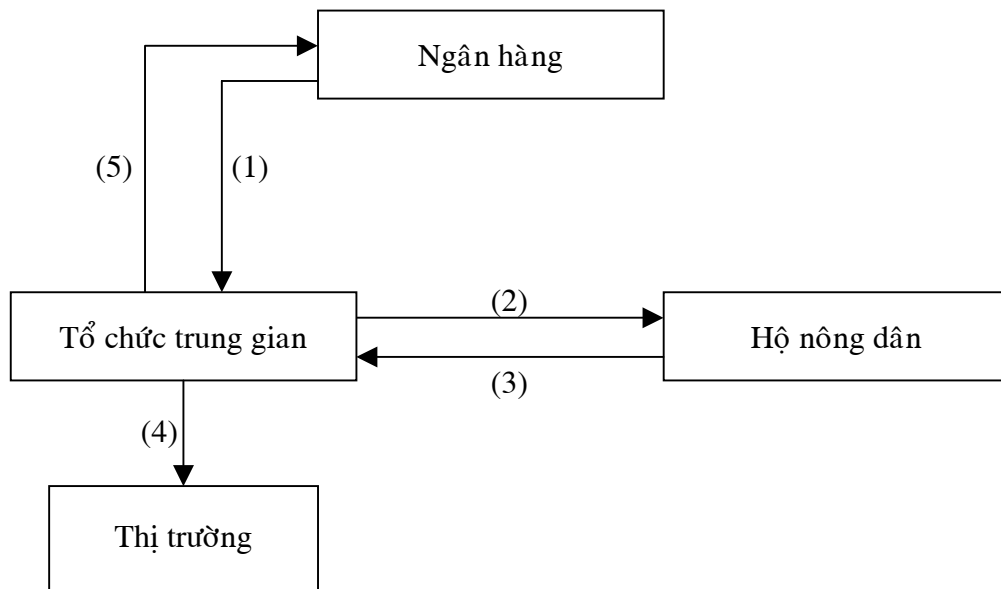 Ngân hàng
(5)
(1)
(2)
Tổ chức trung gian
Hộ nông dân
(3)
(4)
Thị trường